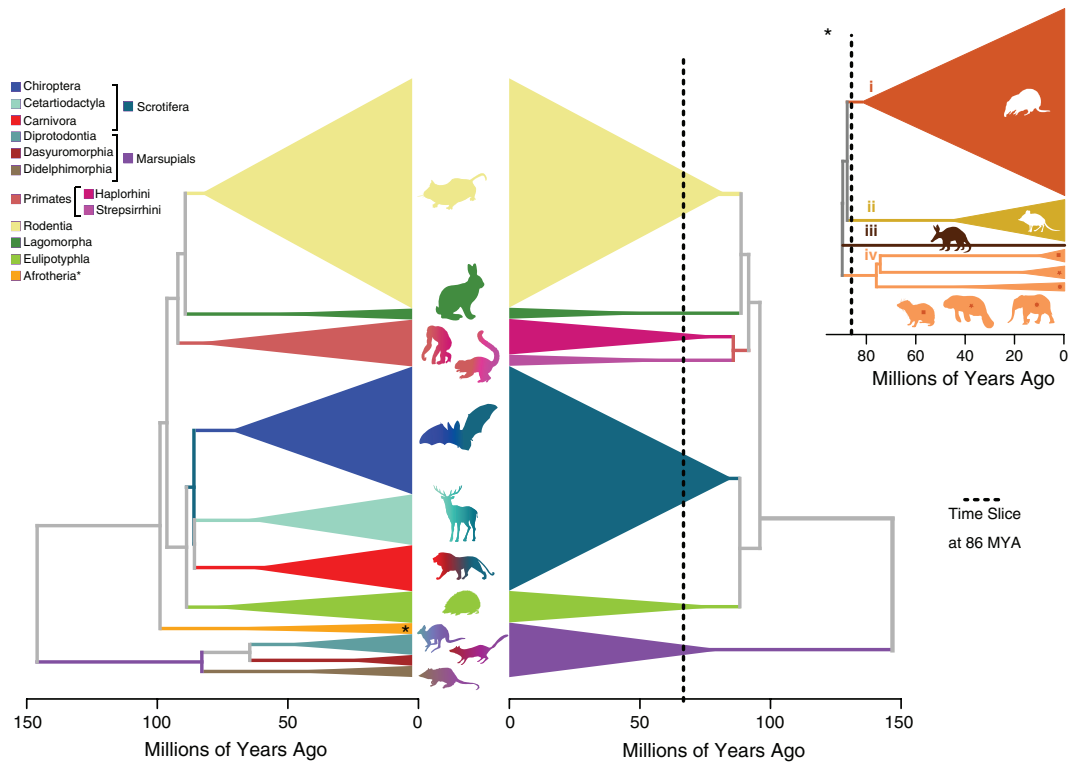 Chiroptera
Cetartiodactyla
Carnivora
Scrotifera
Diprotodontia
Dasyuromorphia
Didelphimorphia
Marsupials
Primates
Haplorhini
Strepsirrhini
Rodentia
Lagomorpha
Eulipotyphla
Afrotheria*
*
150 100 50 0
Millions of Years Ago
0 50 100 150
Millions of Years Ago
*
i
ii
iii
iv
80 60 40 20 0
Millions of Years Ago
Time Slice
at 86 MYA